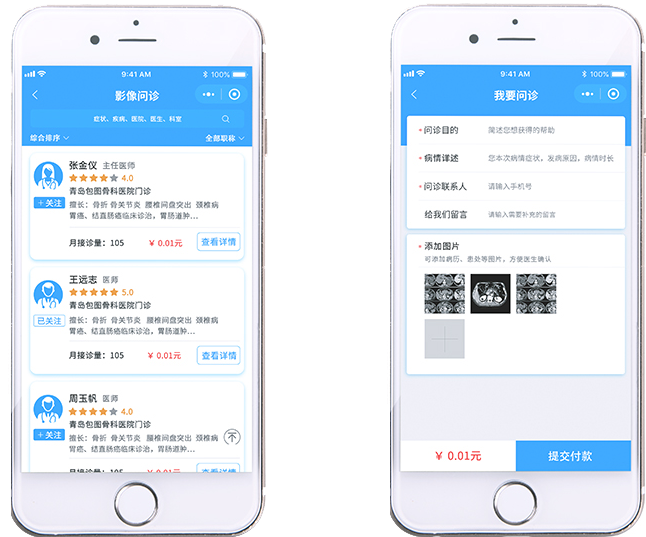 9:41 AM
100%
影像问诊
症状、疾病、医院、医生、科室
综合排序
全部职称
张金仪 主任医师
4.0
+关注
青岛包图骨科医院门诊
擅长：骨折 骨关节炎 腰椎间盘突出 颈椎病
胃癌、结直肠癌临床诊治，胃肠道肿...
月接诊量：105
¥ 0.01元
查看详情
王远志 医师
5.0
已关注
青岛包图骨科医院门诊
擅长：骨折 骨关节炎 腰椎间盘突出 颈椎病
胃癌、结直肠癌临床诊治，胃肠道肿...
月接诊量：105
¥ 0.01元
查看详情
周玉帆 医师
4.0
+关注
青岛包图骨科医院门诊
擅长：骨折 骨关节炎 腰椎间盘突出 颈椎病
胃癌、结直肠癌临床诊治，胃肠道肿...
月接诊量：105
¥ 0.01元
查看详情
9:41 AM
100%
我要问诊
*问诊目的 简述您想获得的帮助
*病情详述 您本次病情症状，发病原因，病情时长
*问诊联系人 请输入手机号
给我们留言 请输入需要补充的留言
*添加图片
可添加病历、患处等图片，方便医生确认
¥ 0.01元
提交付款